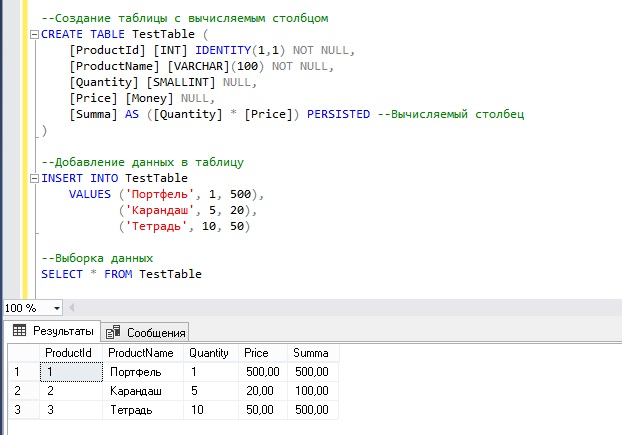 --Создание таблицы с вычисляемым столбцом
CREATE TABLE TestTable (
[ProductId] [INT] IDENTITY(1,1) NOT NULL,
[ProductName] [VARCHAR](100) NOT NULL,
[Quantity] [SMALLINT] NULL,
[Price] [Money] NULL,
[Summa] AS ([Quantity] * [Price]) PERSISTED --Вычисляемый столбец
)
--Добавление данных в таблицу
INSERT INTO TestTable
VALUES ('Портфель', 1, 500),
('Карандаш', 5, 20),
('Тетрадь', 10, 50)
--Выборка данных
SELECT * FROM TestTable
100 %
Результаты Сообщения
ProductId ProductName Quantity Price Summa
1 1 Портфель 1 500,00 500,00
2 2 Карандаш 5 20,00 100,00
3 3 Тетрадь 10 50,00 500,00